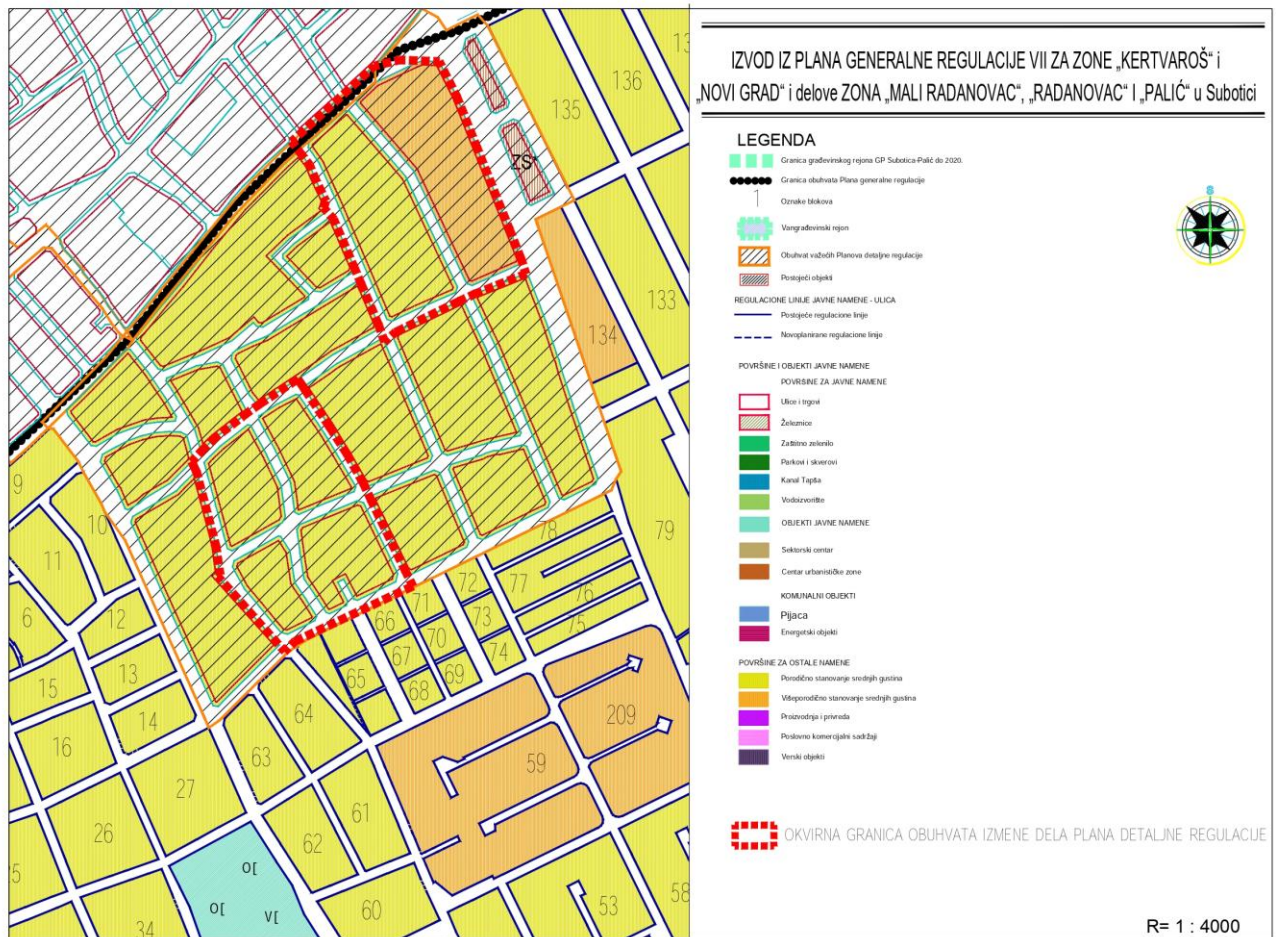 IZVOD IZ PLANA GENERALNE REGULACIJE VII ZA ZONE „KERTVAROŠ“ i
„NOVI GRAD“ i delove ZONA „MALI RADANOVAC“, „RADANOVAC“ I „PALIĆ“ u Subotici
LEGENDA
Granica građevinskog rejona GP Subotica-Palić do 2020.
Granica obuhvata Plana generalne regulacije
1
Oznake blokova
Vangrađevinski rejon
Obuhvat važećih Planova detaljne regulacije
Postojeći objekti
REGULACIONE LINIJE JAVNE NAMENE - ULICA
Postojeće regulacione linije
Novoplanirane regulacione linije
POVRŠINE I OBJEKTI JAVNE NAMENE
POVRŠINE ZA JAVNE NAMENE
Ulice i trgovi
Železnice
Zaštitno zelenilo
Parkovi i skverovi
Kanal Tapša
Vodoizvorište
OBJEKTI JAVNE NAMENE
Sektorski centar
Centar urbanističke zone
KOMUNALNI OBJEKTI
Pijaca
Energetski objekti
POVRŠINE ZA OSTALE NAMENE
Porodično stanovanje srednjih gustina
Višeporodično stanovanje srednjih gustina
Proizvodnja i privreda
Poslovno komercijalni sadržaji
Verski objekti
OKVIRNA GRANICA OBUHVATA IZMENE DELA PLANA DETALJNE REGULACIJE
R= 1 : 4000
S
136
135
ZS*
133
134
9
10
11
6
12
13
14
15
16
26
27
34
78
79
77
76
75
72
71
73
74
66
70
67
69
65
68
64
63
62
61
60
59
209
53
58